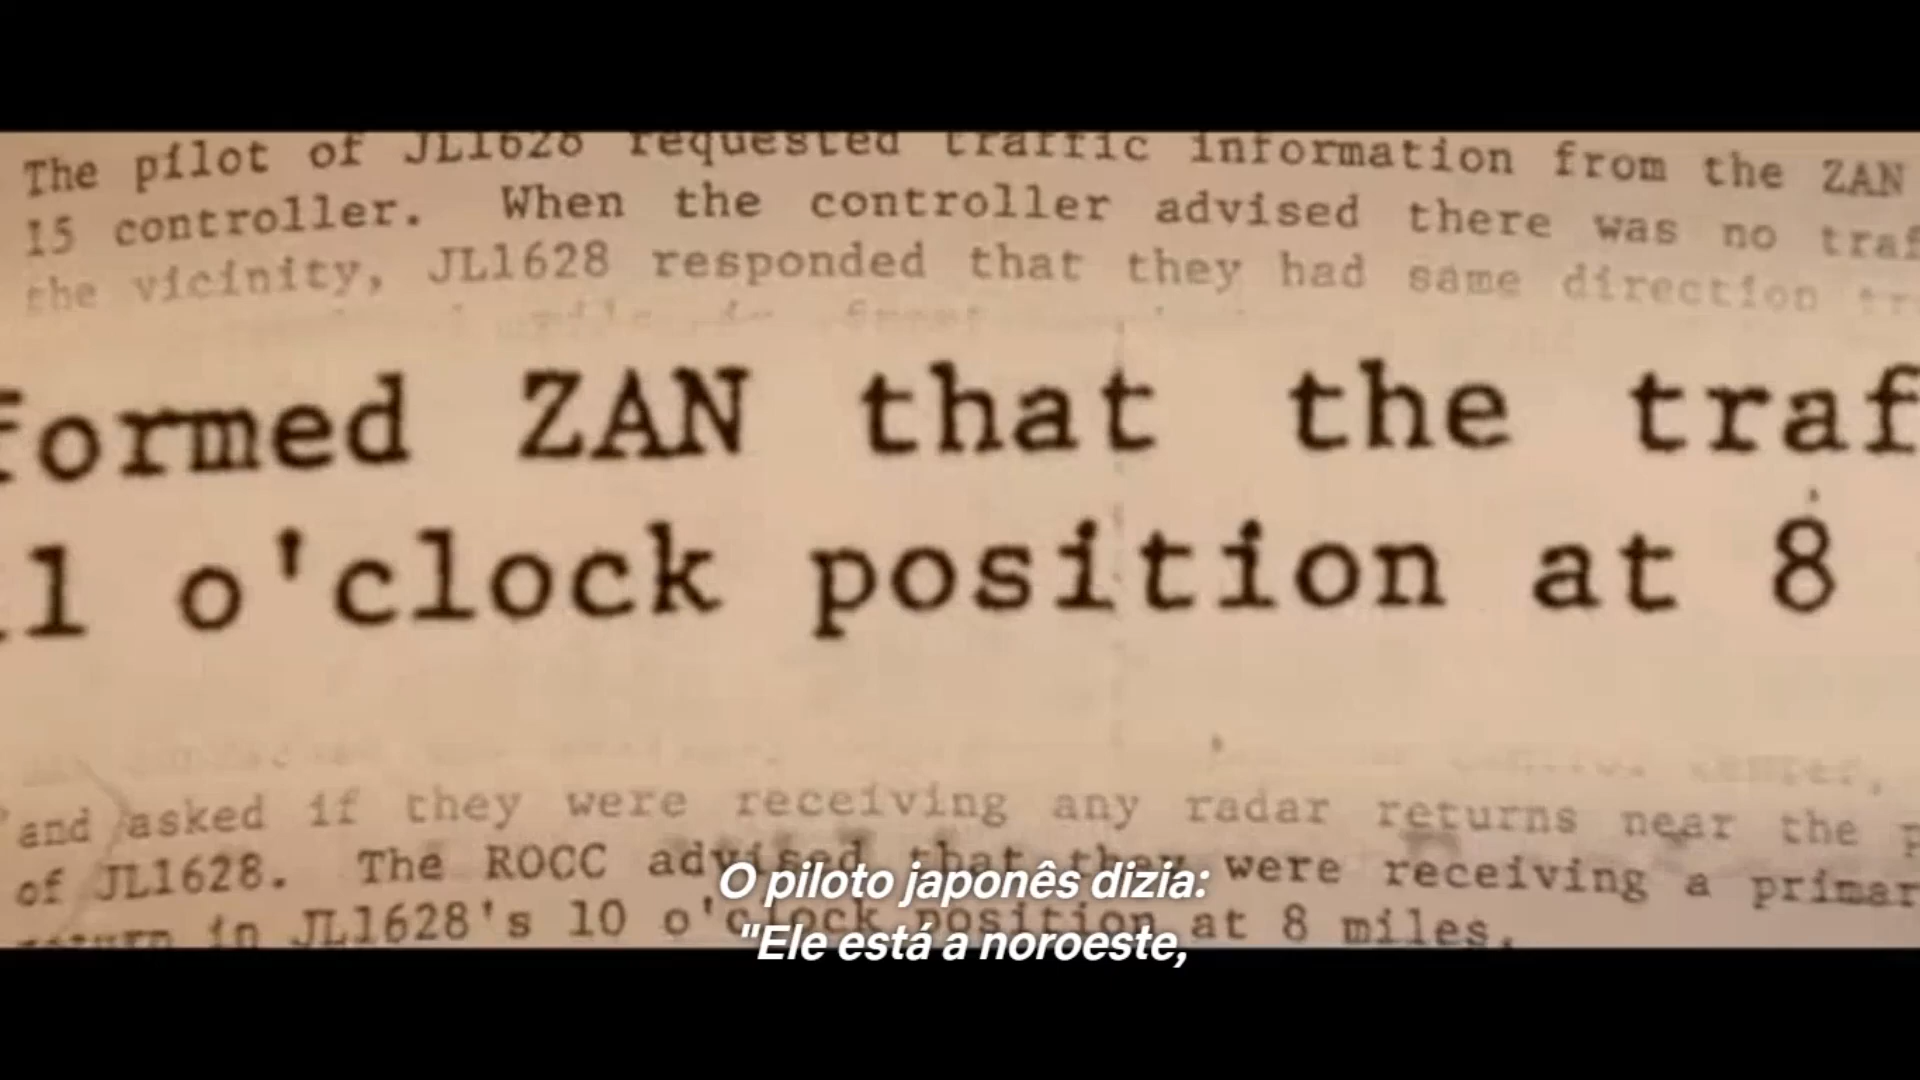 The pilot of JL1628 requested traffic information from the ZAN
15 controller. When the controller advised there was no traf
the vicinity, JL1628 responded that they had same direction
formed ZAN that the traf
1 o'clock position at 8
and asked if they were receiving any radar returns near the
of JL1628. The ROCC advised that they were receiving a primar
return in JL1628's 10 o'clock position at 8 miles.
O piloto japonês dizia:
"Ele está a noroeste,